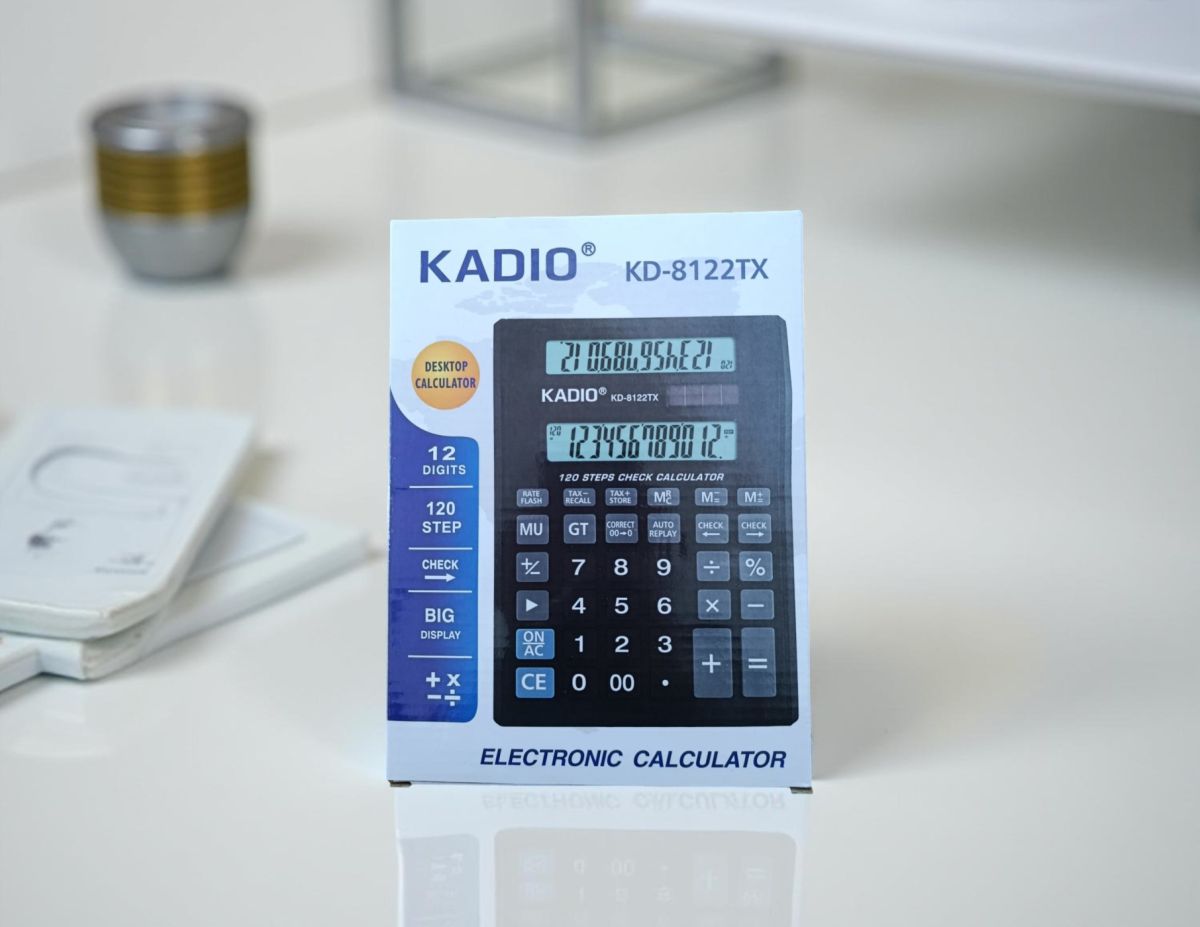 KADIO® KD-8122TX
DESKTOP
CALCULATOR
12
DIGITS
120
STEP
CHECK
→
BIG
DISPLAY
+ x
− ÷
KADIO® KD-8122TX
123456789012.
120 STEPS CHECK CALCULATOR
RATE FLASH TAX− RECALL TAX+ STORE MRC M−= M+=
MU GT CORRECT 00→0 AUTO REPLAY CHECK ← CHECK →
+/− 7 8 9 ÷ %
▶ 4 5 6 × −
ON/AC 1 2 3 + =
CE 0 00 •
ELECTRONIC CALCULATOR